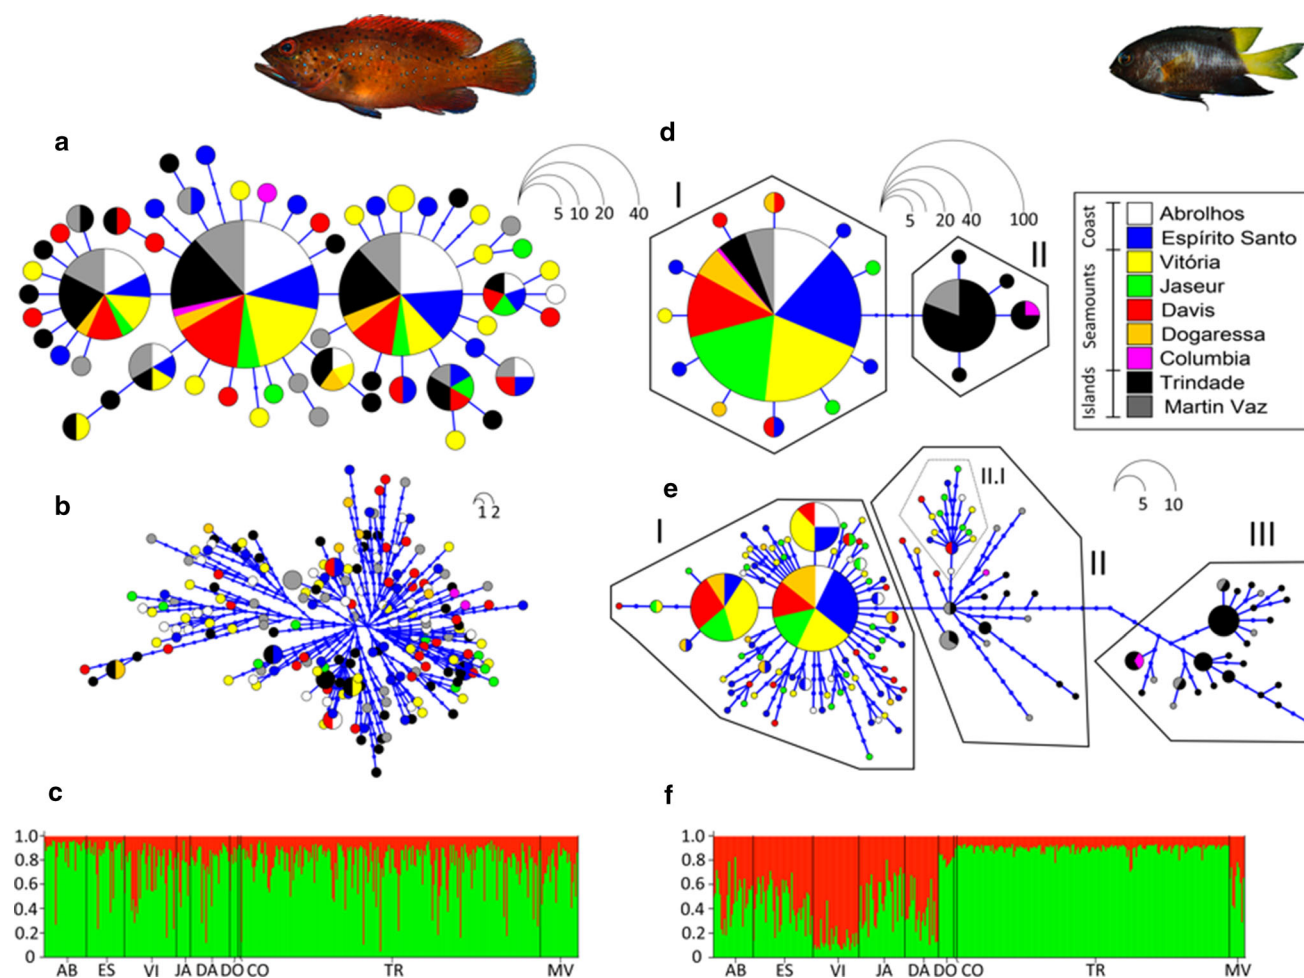 a
5 10 20 40
d
I
5 20 40 100
II
Coast
Seamounts
Islands
Abrolhos
Espírito Santo
Vitória
Jaseur
Davis
Dogaressa
Columbia
Trindade
Martin Vaz
b
1 2
e
I
II.I
II
5 10
III
c
1.0
0.8
0.6
0.4
0.2
0
AB ES VI JA DA DO CO TR MV
f
1.0
0.8
0.6
0.4
0.2
0
AB ES VI JA DA DO CO TR MV